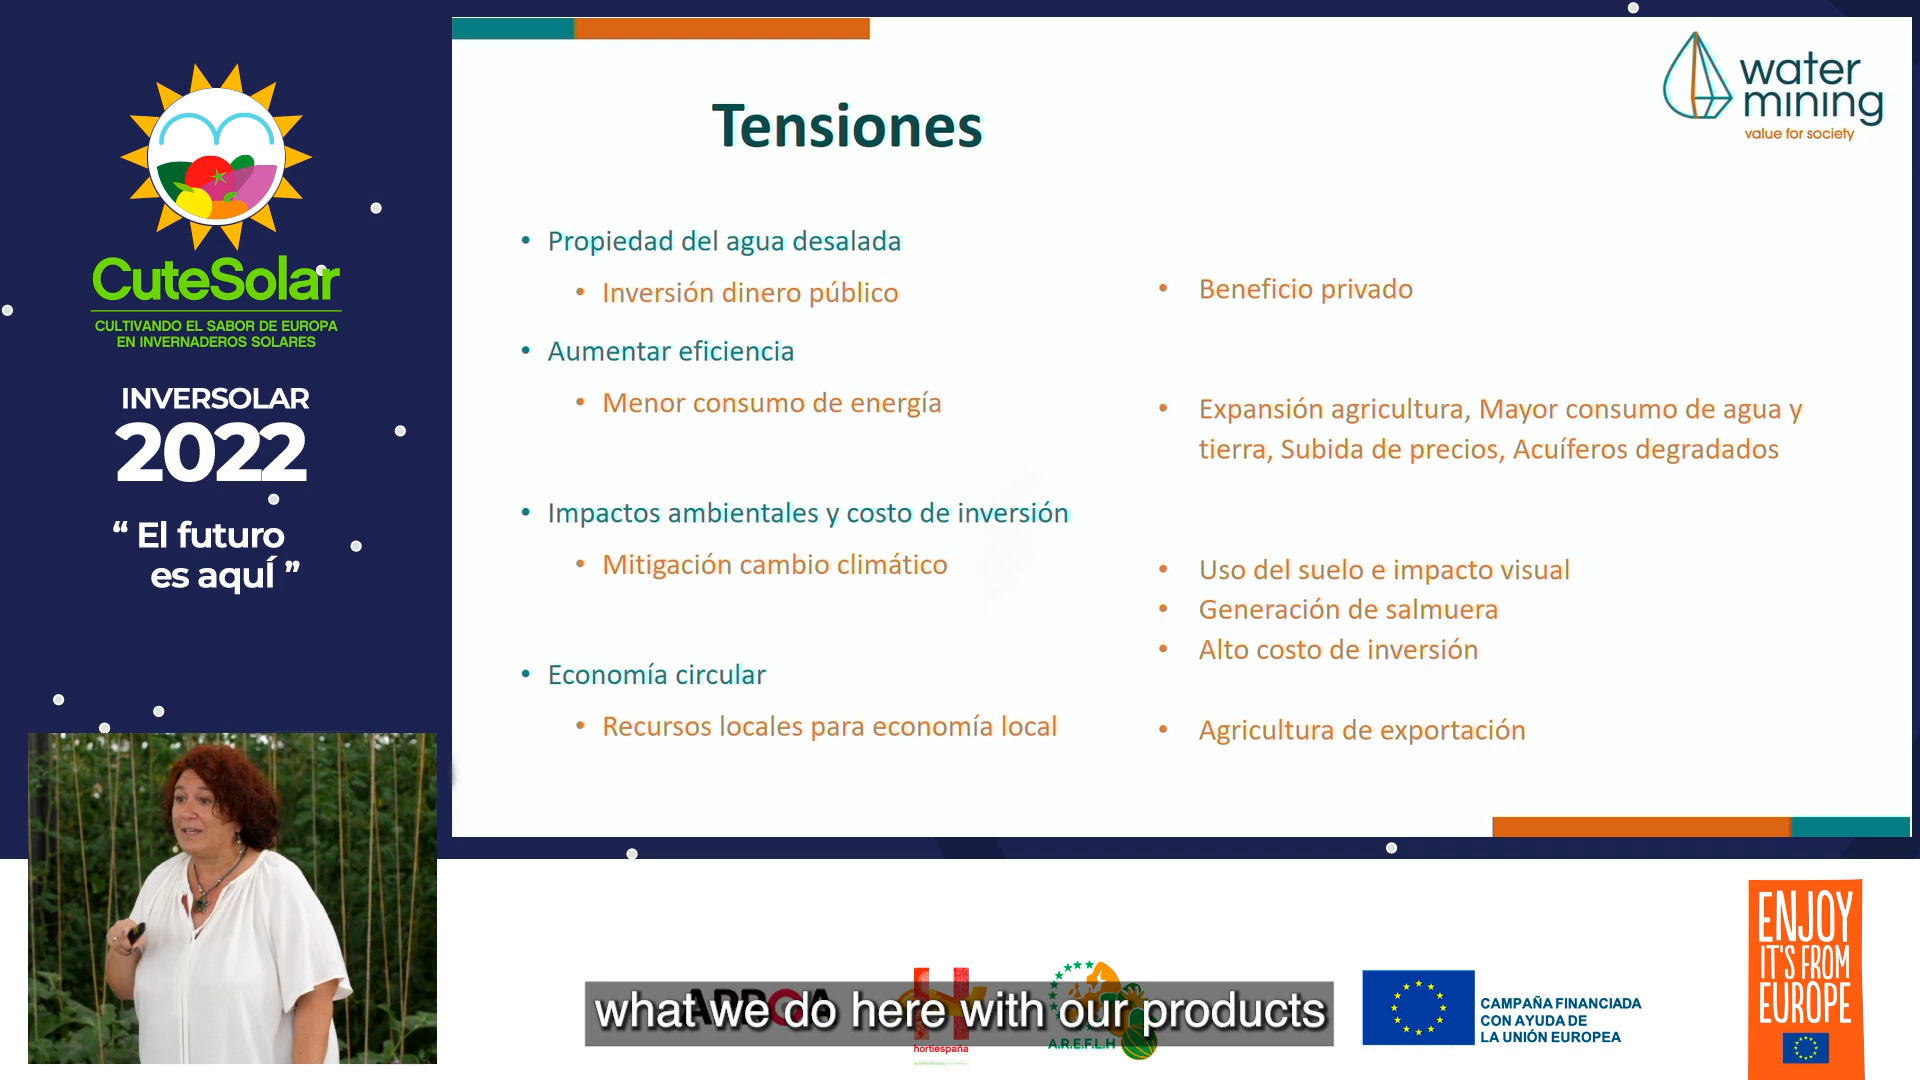 CuteSolar
CULTIVANDO EL SABOR DE EUROPA
EN INVERNADEROS SOLARES
INVERSOLAR
2022
“ El futuro
es aquÍ ”
water
mining
value for society
Tensiones
• Propiedad del agua desalada
• Inversión dinero público
• Beneficio privado
• Aumentar eficiencia
• Menor consumo de energía
• Expansión agricultura, Mayor consumo de agua y
tierra, Subida de precios, Acuíferos degradados
• Impactos ambientales y costo de inversión
• Mitigación cambio climático
• Uso del suelo e impacto visual
• Generación de salmuera
• Alto costo de inversión
• Economía circular
• Recursos locales para economía local
• Agricultura de exportación
what we do here with our products
hortiespaña
A.R.E.F.L.H
CAMPAÑA FINANCIADA
CON AYUDA DE
LA UNIÓN EUROPEA
ENJOY
IT'S FROM
EUROPE